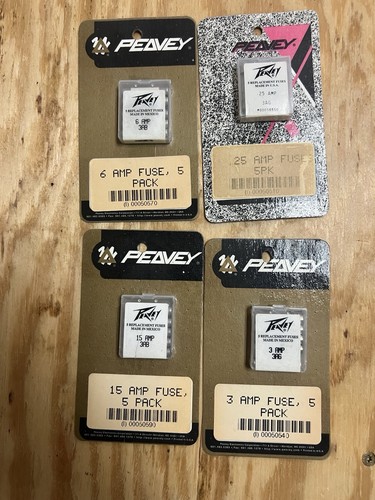 PEAVEY
Peavey
5 REPLACEMENT FUSES
MADE IN MEXICO
6 AMP
3AB
6 AMP FUSE, 5
PACK
(I) 00050570
PEAVEY
Peavey
5 REPLACEMENT FUSES
MADE IN U.S.A.
.25 AMP
3AG
.25 AMP FUSE
5PK
PEAVEY
Peavey
5 REPLACEMENT FUSES
MADE IN MEXICO
15 AMP
3AB
15 AMP FUSE,
5 PACK
(I) 00050590
PEAVEY
Peavey
5 REPLACEMENT FUSES
MADE IN MEXICO
3 AMP
3AG
3 AMP FUSE, 5
PACK
(I) 00050540